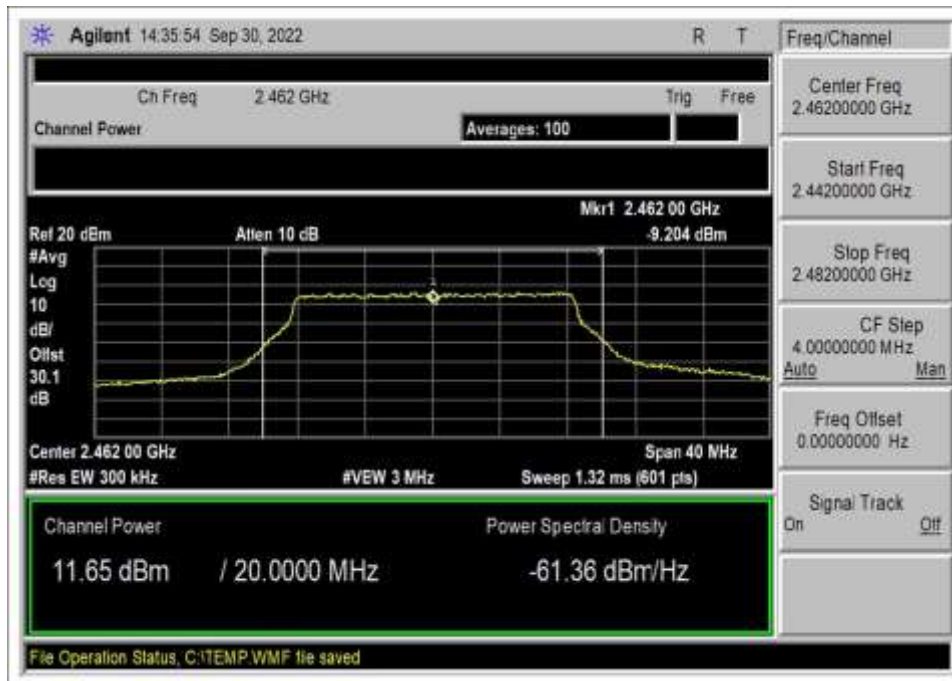 Agilent 14:35:54 Sep 30, 2022 R T
Ch Freq 2.462 GHz Trig Free
Channel Power Averages: 100
Mkr1 2.462 00 GHz
Ref 20 dBm Atten 10 dB -9.204 dBm
#Avg
Log
10
dB/
Offst
30.1
dB
1
Center 2.462 00 GHz Span 40 MHz
#Res BW 300 kHz #VBW 3 MHz Sweep 1.32 ms (601 pts)
Channel Power Power Spectral Density
11.65 dBm / 20.0000 MHz -61.36 dBm/Hz
File Operation Status, C:\TEMP.WMF file saved
Freq/Channel
Center Freq
2.46200000 GHz
Start Freq
2.44200000 GHz
Stop Freq
2.48200000 GHz
CF Step
4.00000000 MHz
Auto Man
Freq Offset
0.00000000 Hz
Signal Track
On Off